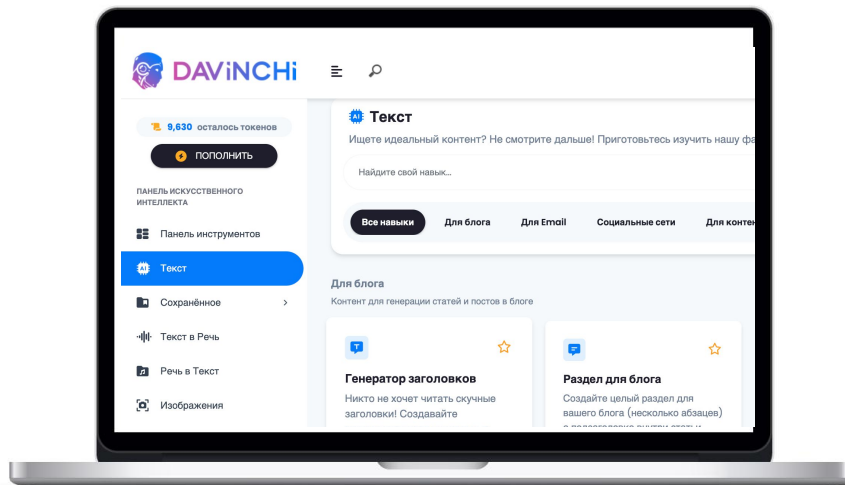 DAViNCHi
9,630 осталось токенов
ПОПОЛНИТЬ
ПАНЕЛЬ ИСКУССТВЕННОГО
ИНТЕЛЛЕКТА
Панель инструментов
Текст
Сохранённое
Текст в Речь
Речь в Текст
Изображения
AI Текст
Ищете идеальный контент? Не смотрите дальше! Приготовьтесь изучить нашу фа
Найдите свой навык...
Все навыки Для блога Для Email Социальные сети Для контен
Для блога
Контент для генерации статей и постов в блоге
Генератор заголовков
Никто не хочет читать скучные
заголовки! Создавайте
Раздел для блога
Создайте целый раздел для
вашего блога (несколько абзацев)